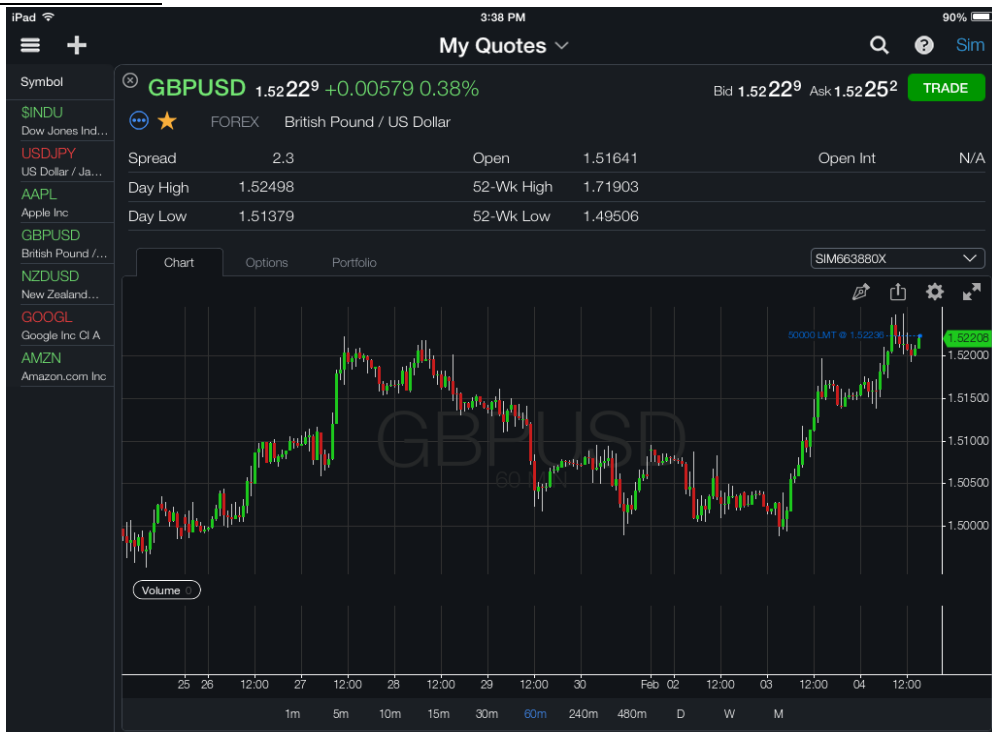 iPad 3:38 PM 90%
My Quotes Sim
Symbol
$INDU
Dow Jones Ind...
USDJPY
US Dollar / Ja...
AAPL
Apple Inc
GBPUSD
British Pound /...
NZDUSD
New Zealand...
GOOGL
Google Inc Cl A
AMZN
Amazon.com Inc
GBPUSD 1.52229 +0.00579 0.38% Bid 1.52229 Ask 1.52252 TRADE
FOREX British Pound / US Dollar
Spread 2.3 Open 1.51641 Open Int N/A
Day High 1.52498 52-Wk High 1.71903
Day Low 1.51379 52-Wk Low 1.49506
Chart Options Portfolio SIM663880X
50000 LMT @ 1.52236
1.52208
1.52000
1.51500
1.51000
1.50500
1.50000
GBPUSD
60 MIN
Volume 0
25 26 12:00 27 12:00 28 12:00 29 12:00 30 Feb 02 12:00 03 12:00 04 12:00
1m 5m 10m 15m 30m 60m 240m 480m D W M